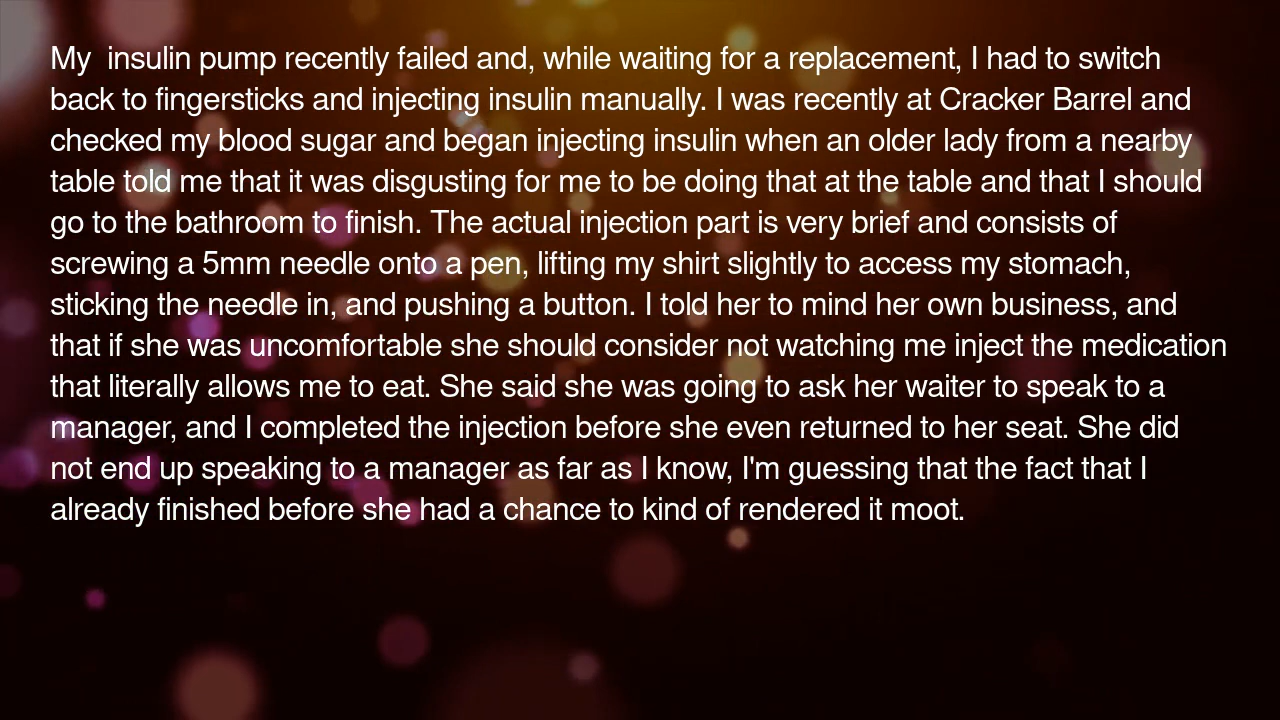 My  insulin pump recently failed and, while waiting for a replacement, I had to switch
back to fingersticks and injecting insulin manually. I was recently at Cracker Barrel and
checked my blood sugar and began injecting insulin when an older lady from a nearby
table told me that it was disgusting for me to be doing that at the table and that I should
go to the bathroom to finish. The actual injection part is very brief and consists of
screwing a 5mm needle onto a pen, lifting my shirt slightly to access my stomach,
sticking the needle in, and pushing a button. I told her to mind her own business, and
that if she was uncomfortable she should consider not watching me inject the medication
that literally allows me to eat. She said she was going to ask her waiter to speak to a
manager, and I completed the injection before she even returned to her seat. She did
not end up speaking to a manager as far as I know, I'm guessing that the fact that I
already finished before she had a chance to kind of rendered it moot.